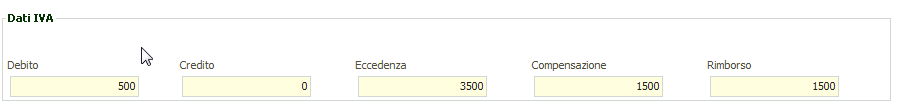 Dati IVA
Debito Credito Eccedenza Compensazione Rimborso
500 0 3500 1500 1500